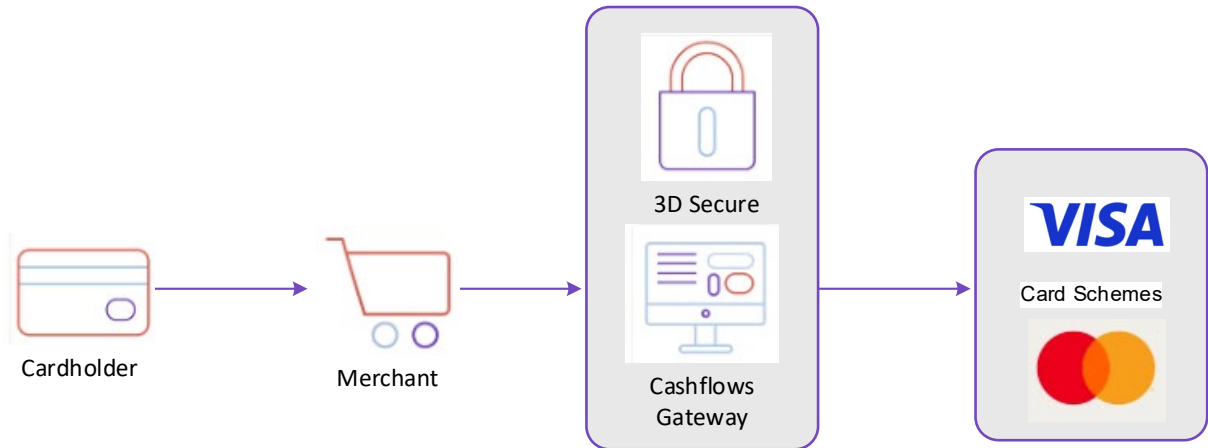 3D Secure
VISA
Card Schemes
Cardholder
Merchant
Cashflows
Gateway